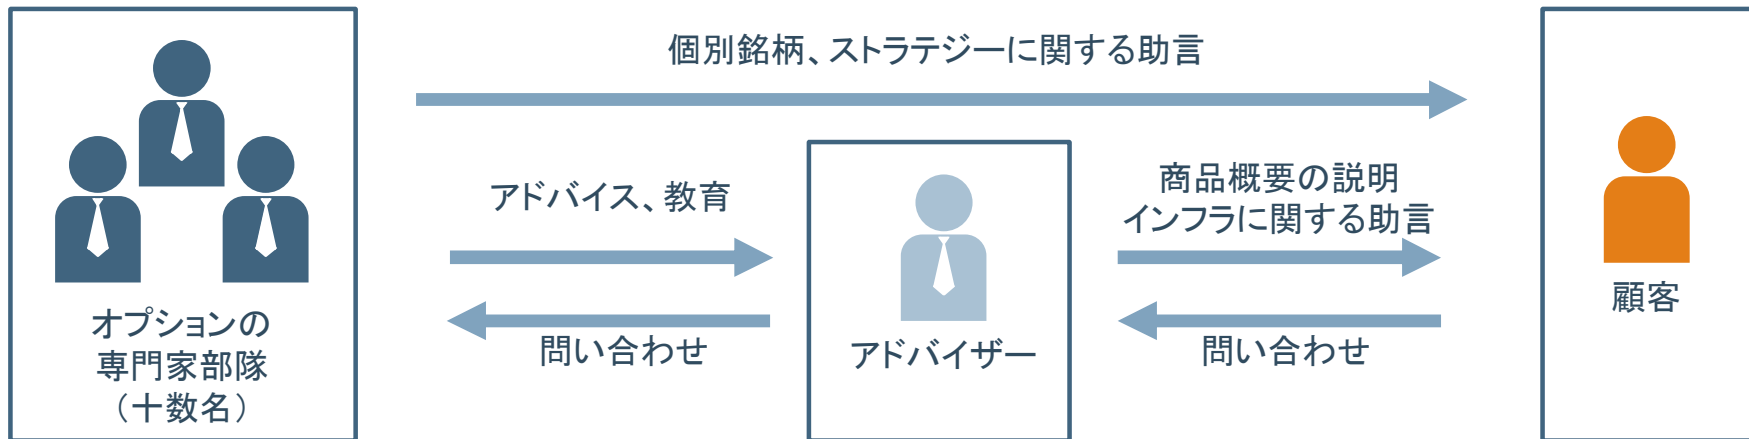 個別銘柄、ストラテジーに関する助言
アドバイス、教育
商品概要の説明
インフラに関する助言
問い合わせ
問い合わせ
オプションの
専門家部隊
（十数名）
アドバイザー
顧客